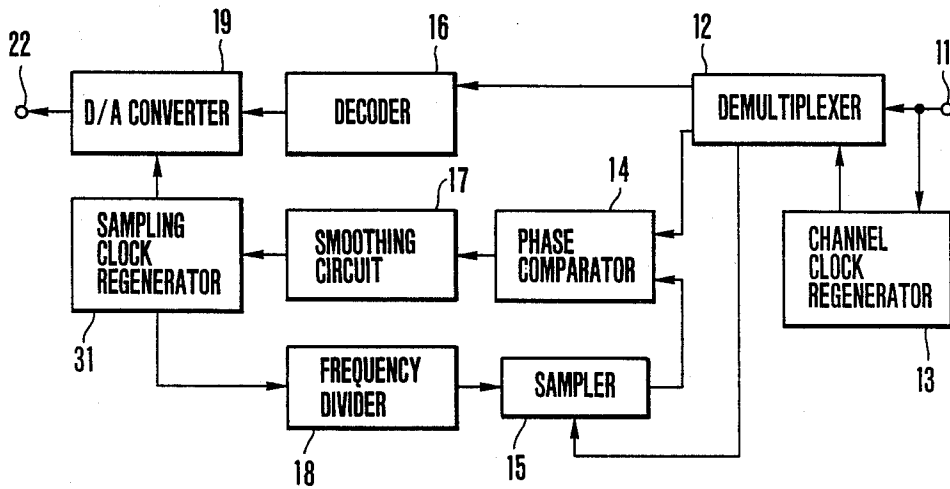 22
19
16
12
11
D/A CONVERTER
DECODER
DEMULTIPLEXER
17
14
SAMPLING
CLOCK
REGENERATOR
SMOOTHING
CIRCUIT
PHASE
COMPARATOR
CHANNEL
CLOCK
REGENERATOR
31
13
FREQUENCY
DIVIDER
SAMPLER
18
15